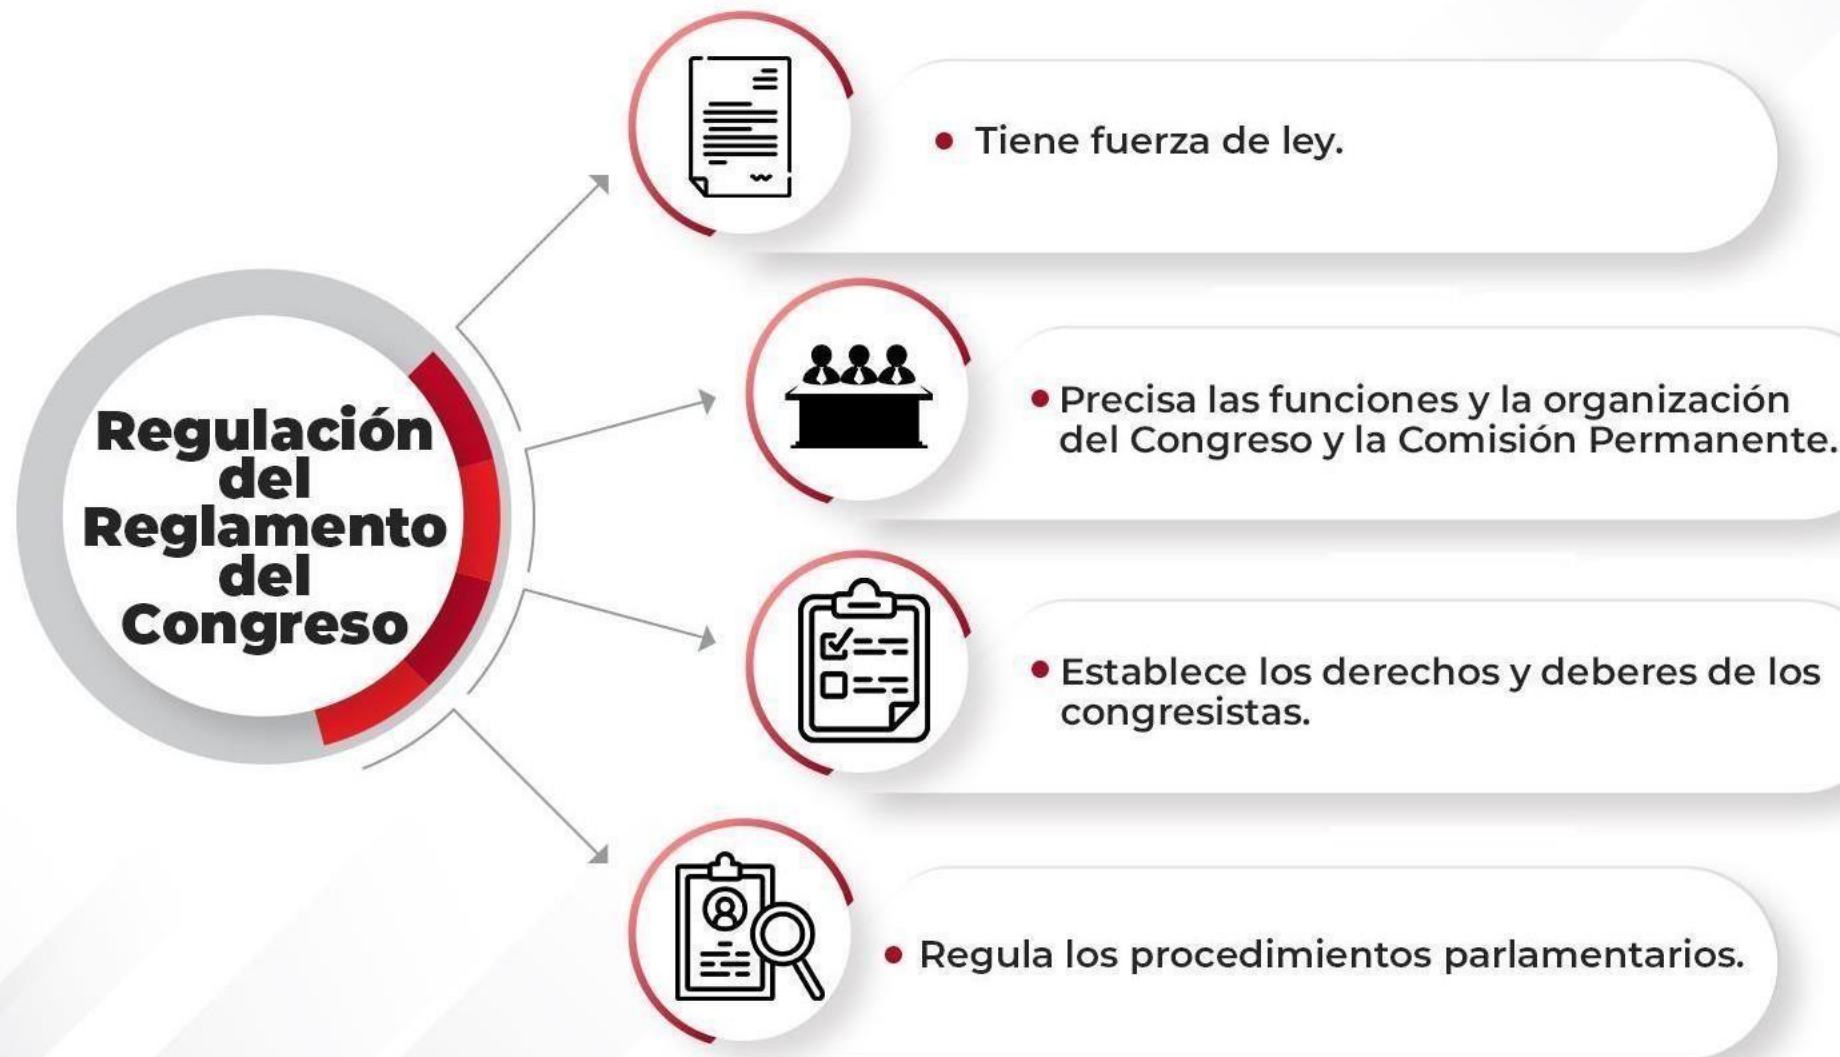 Regulación
del
Reglamento
del
Congreso
• Tiene fuerza de ley.
• Precisa las funciones y la organización
del Congreso y la Comisión Permanente.
• Establece los derechos y deberes de los
congresistas.
• Regula los procedimientos parlamentarios.